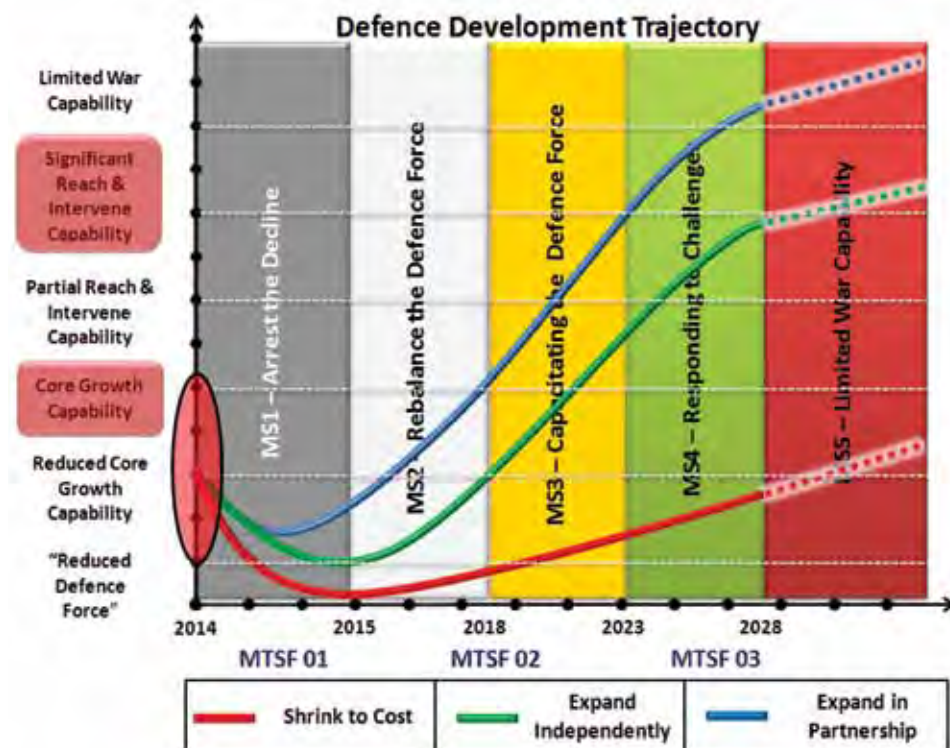 Defence Development Trajectory
Limited War
Capability
Significant
Reach &
Intervene
Capability
Partial Reach &
Intervene
Capability
Core Growth
Capability
Reduced Core
Growth
Capability
"Reduced
Defence
Force"
MS1 – Arrest the Decline
MS2 Rebalance the Defence Force
MS3 – Capacitating the Defence Force
MS4 – Responding to Challenge
S5 – Limited War Capability
2014
2015
2018
2023
2028
MTSF 01
MTSF 02
MTSF 03
Shrink to Cost
Expand
Independently
Expand in
Partnership